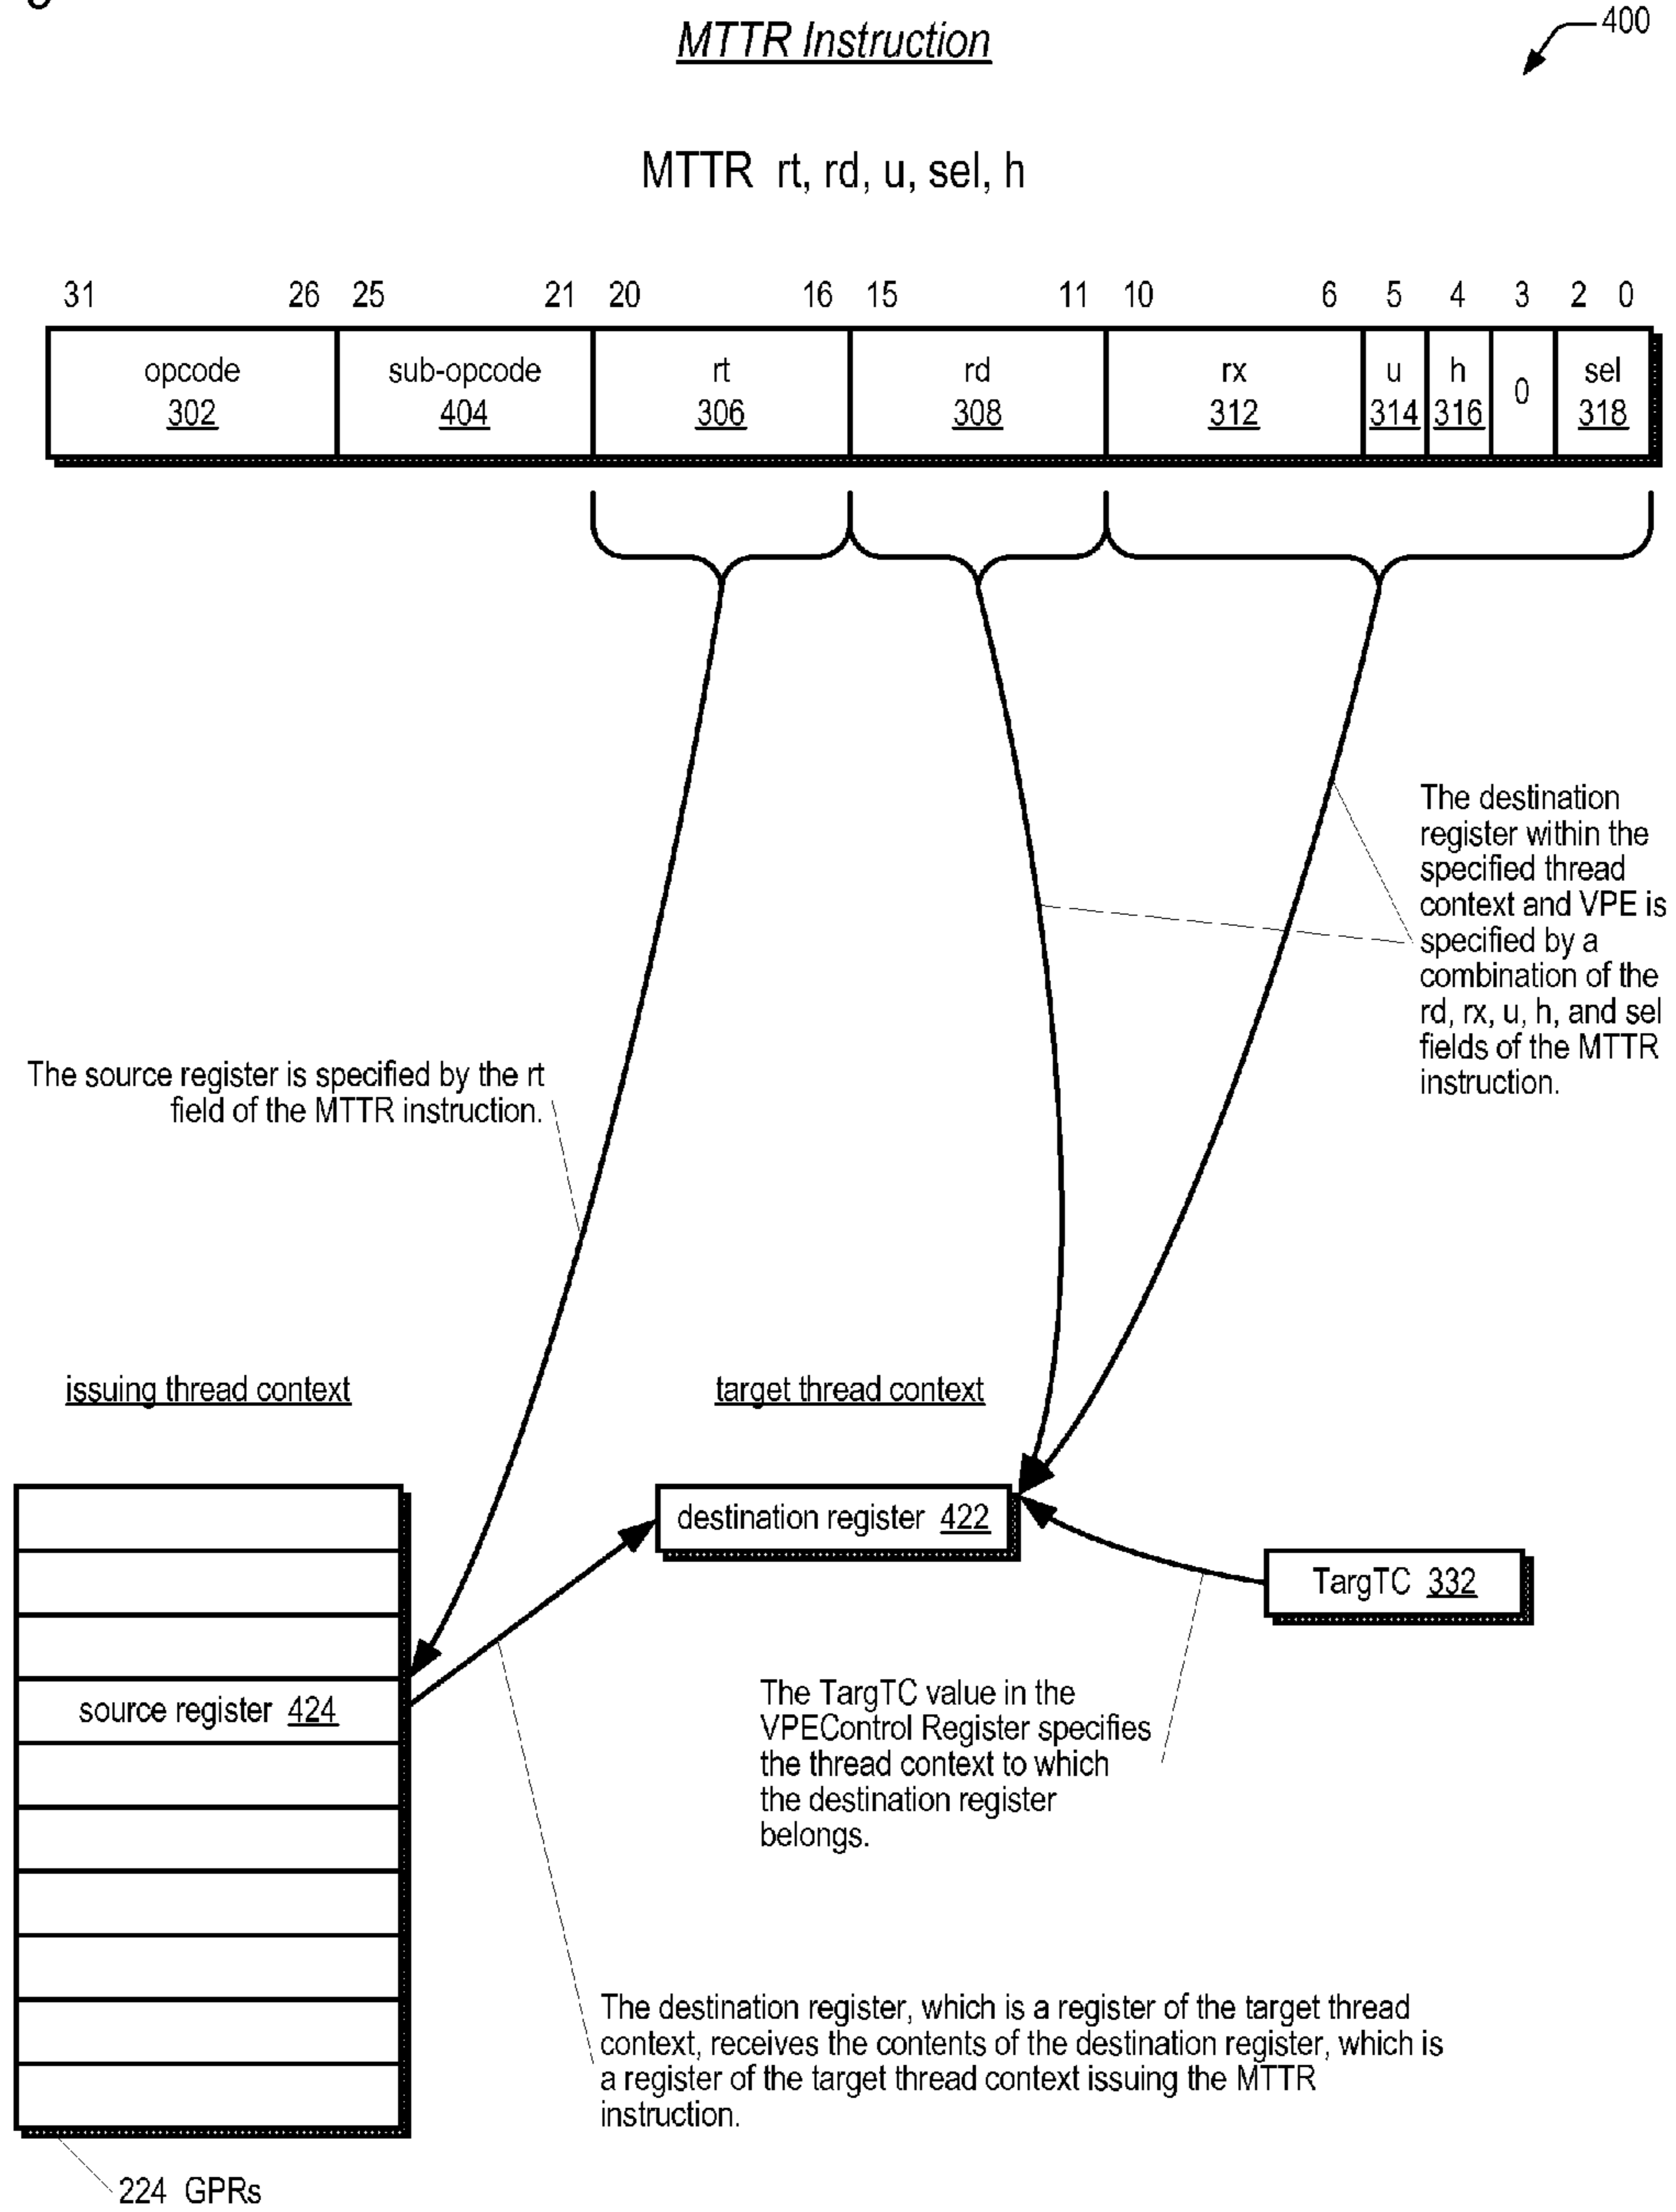 MTTR Instruction
400
MTTR rt, rd, u, sel, h
31 26 25 21 20 16 15 11 10 6 5 4 3 2 0
opcode sub-opcode rt rd rx u h 0 sel
302 404 306 308 312 314 316 318
The destination
register within the
specified thread
context and VPE is
specified by a
combination of the
rd, rx, u, h, and sel
fields of the MTTR
instruction.
The source register is specified by the rt
field of the MTTR instruction.
issuing thread context
target thread context
destination register 422
TargTC 332
source register 424
The TargTC value in the
VPEControl Register specifies
the thread context to which
the destination register
belongs.
The destination register, which is a register of the target thread
context, receives the contents of the destination register, which is
a register of the target thread context issuing the MTTR
instruction.
224 GPRs